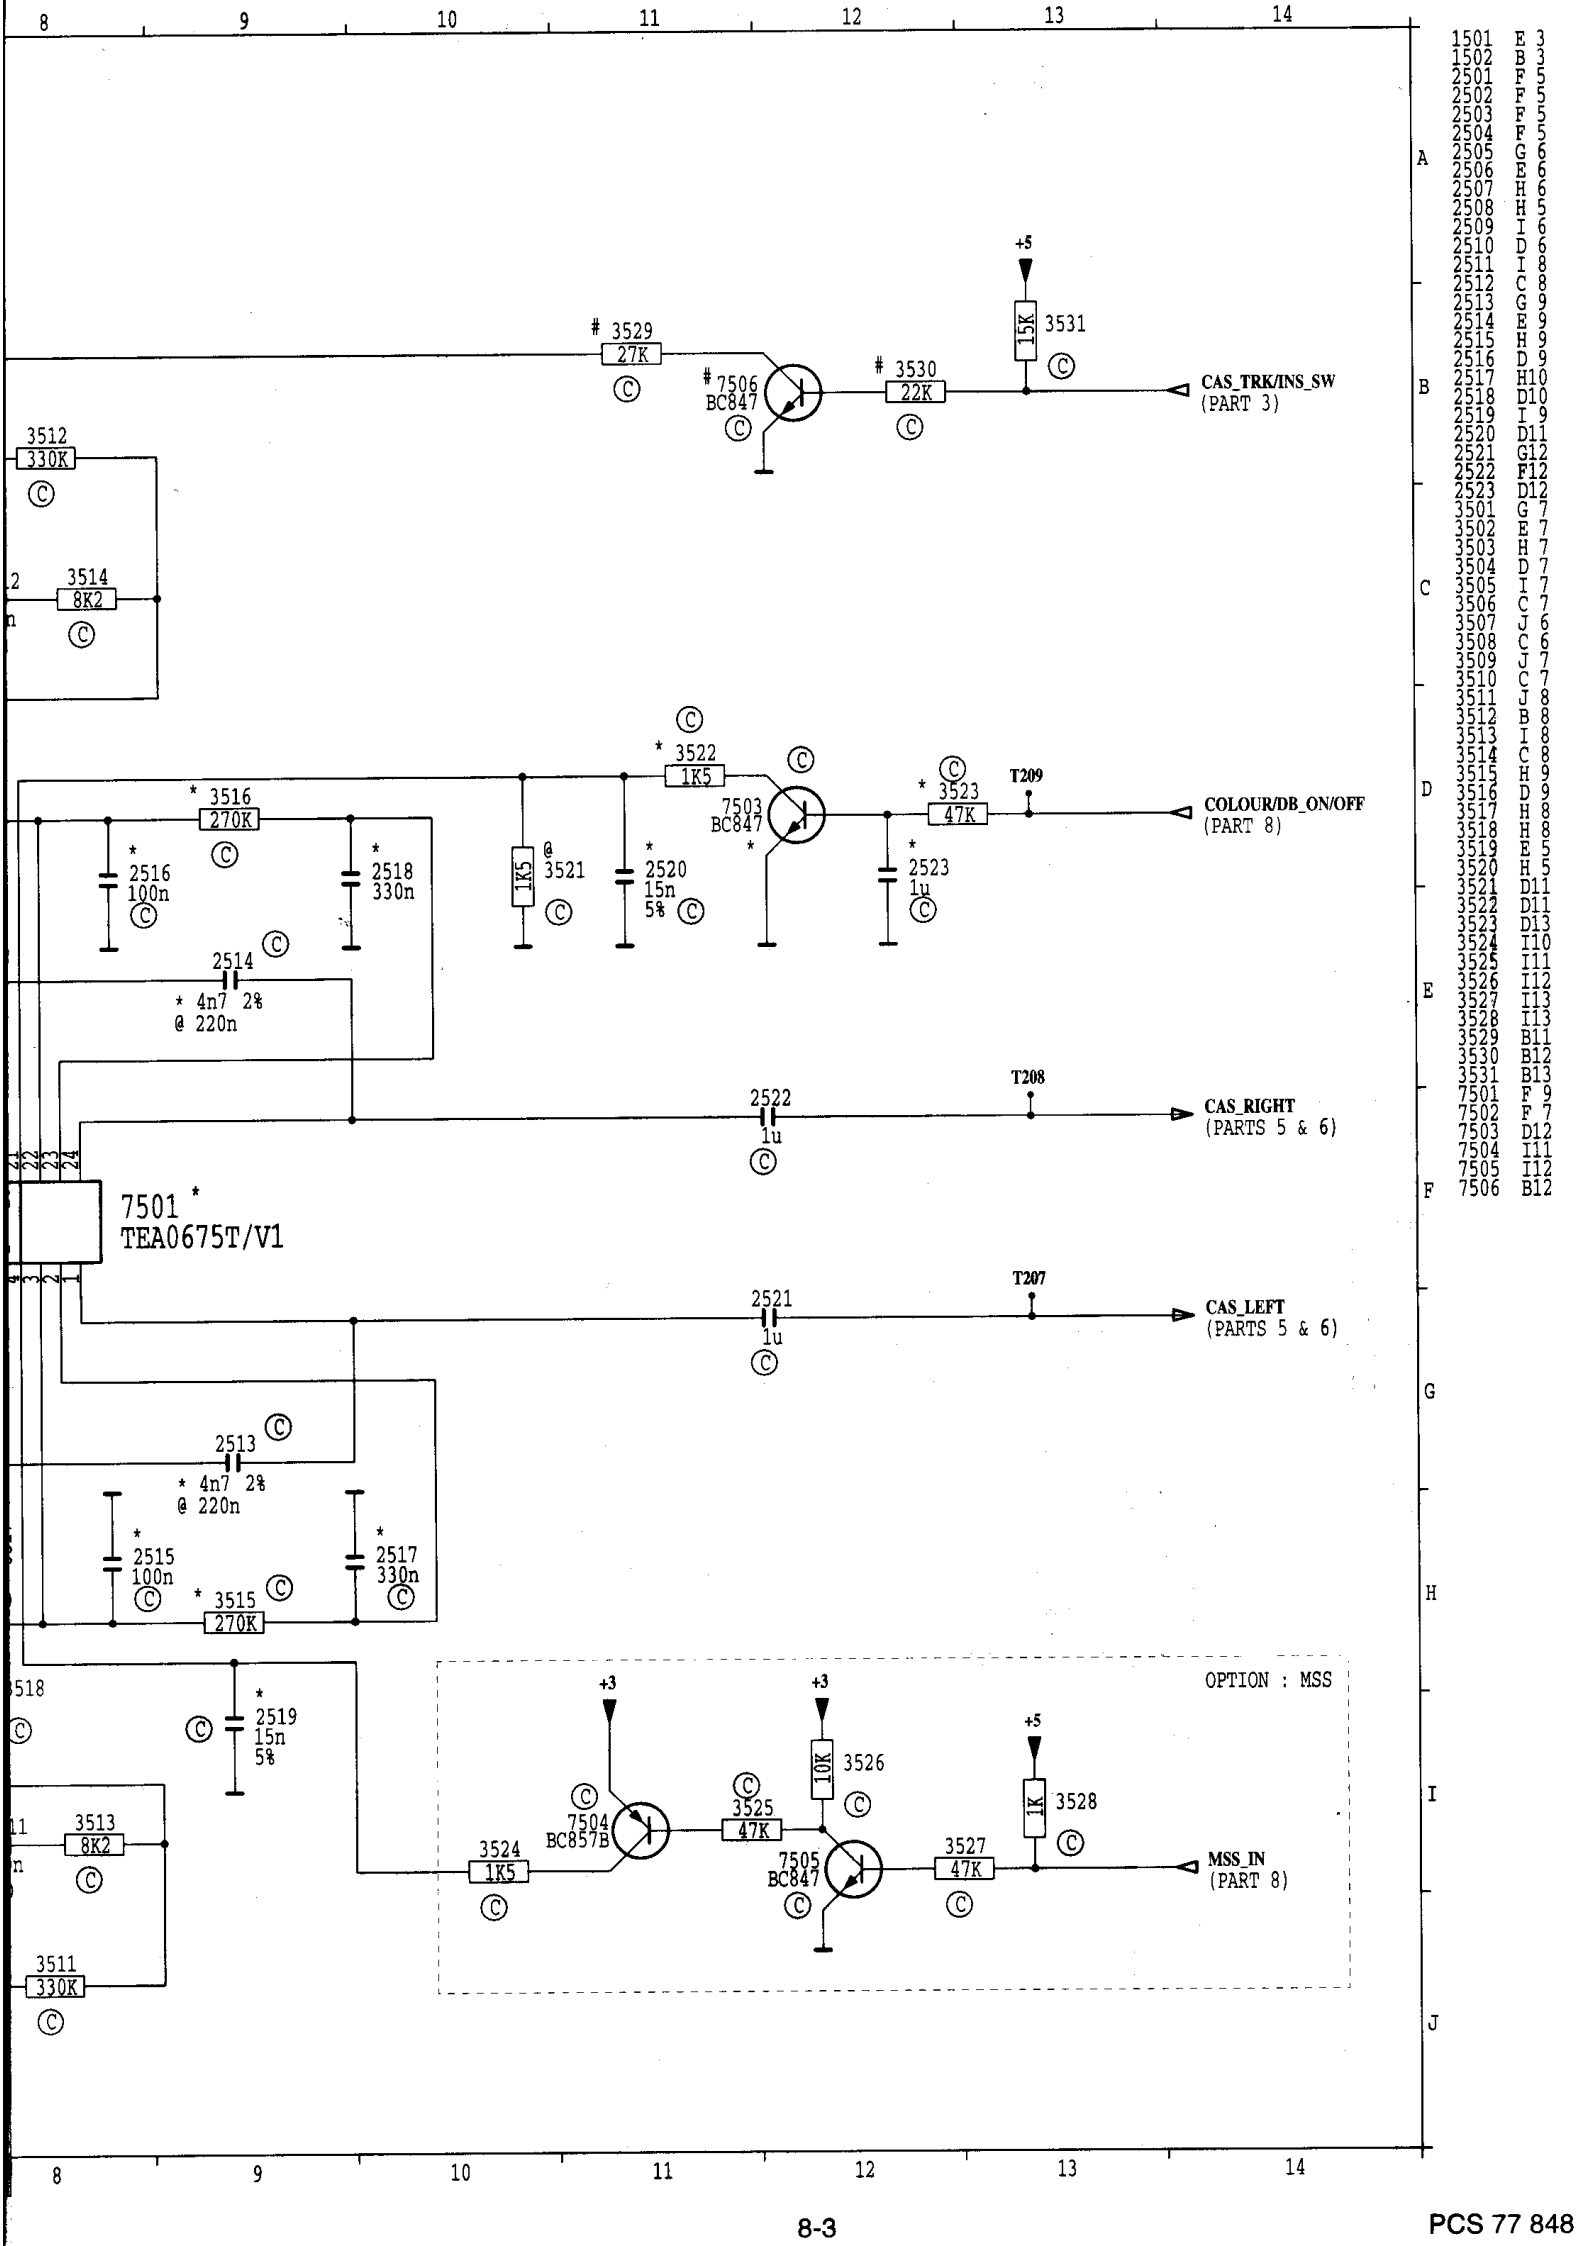 8 9 10 11 12 13 14
1501 E 3
1502 B 3
2501 F 5
2502 F 5
2503 F 5
2504 F 5
2505 G 6
2506 E 6
2507 H 6
2508 H 5
2509 I 6
2510 D 6
2511 I 8
2512 C 8
2513 G 9
2514 E 9
2515 H 9
2516 D 9
2517 H10
2518 D10
2519 I 9
2520 D11
2521 G12
2522 F12
2523 D12
3501 G 7
3502 E 7
3503 H 7
3504 D 7
3505 I 7
3506 C 7
3507 J 6
3508 C 6
3509 J 7
3510 C 7
3511 J 8
3512 B 8
3513 I 8
3514 C 8
3515 H 9
3516 D 9
3517 H 8
3518 H 8
3519 E 5
3520 H 5
3521 D11
3522 D11
3523 D13
3524 I10
3525 I11
3526 I12
3527 I13
3528 I13
3529 B11
3530 B12
3531 B13
7501 F 9
7502 F 7
7503 D12
7504 I11
7505 I12
7506 B12
A
B
C
D
E
F
G
H
I
J
+5
15K 3531
C
# 3529
27K
C
# 7506
BC847
C
# 3530
22K
C
CAS_TRK/INS_SW
(PART 3)
3512
330K
C
3514
8K2
C
C
* 3522
1K5
C
7503
BC847
*
C
* 3523
47K
T209
COLOUR/DB_ON/OFF
(PART 8)
* 3516
270K
C
*
2516
100n
C
*
2518
330n
@
3521
1K5
C
*
2520
15n
5% C
*
2523
1u
C
C
2514
* 4n7 2%
@ 220n
2522
1u
C
T208
CAS_RIGHT
(PARTS 5 & 6)
21 22 23 24
7501 *
TEA0675T/V1
4 3 2 1
2521
1u
C
T207
CAS_LEFT
(PARTS 5 & 6)
C
2513
* 4n7 2%
@ 220n
*
2515
100n
C
*
2517
330n
C
* 3515
270K
C
3518
C
*
2519
15n
5%
C
OPTION : MSS
+3
+3
+5
10K 3526
C
1K 3528
C
C
7504
BC857B
C
3525
47K
3524
1K5
C
7505
BC847
C
3527
47K
C
MSS_IN
(PART 8)
3513
8K2
C
3511
330K
C
8 9 10 11 12 13 14
8-3
PCS 77 848